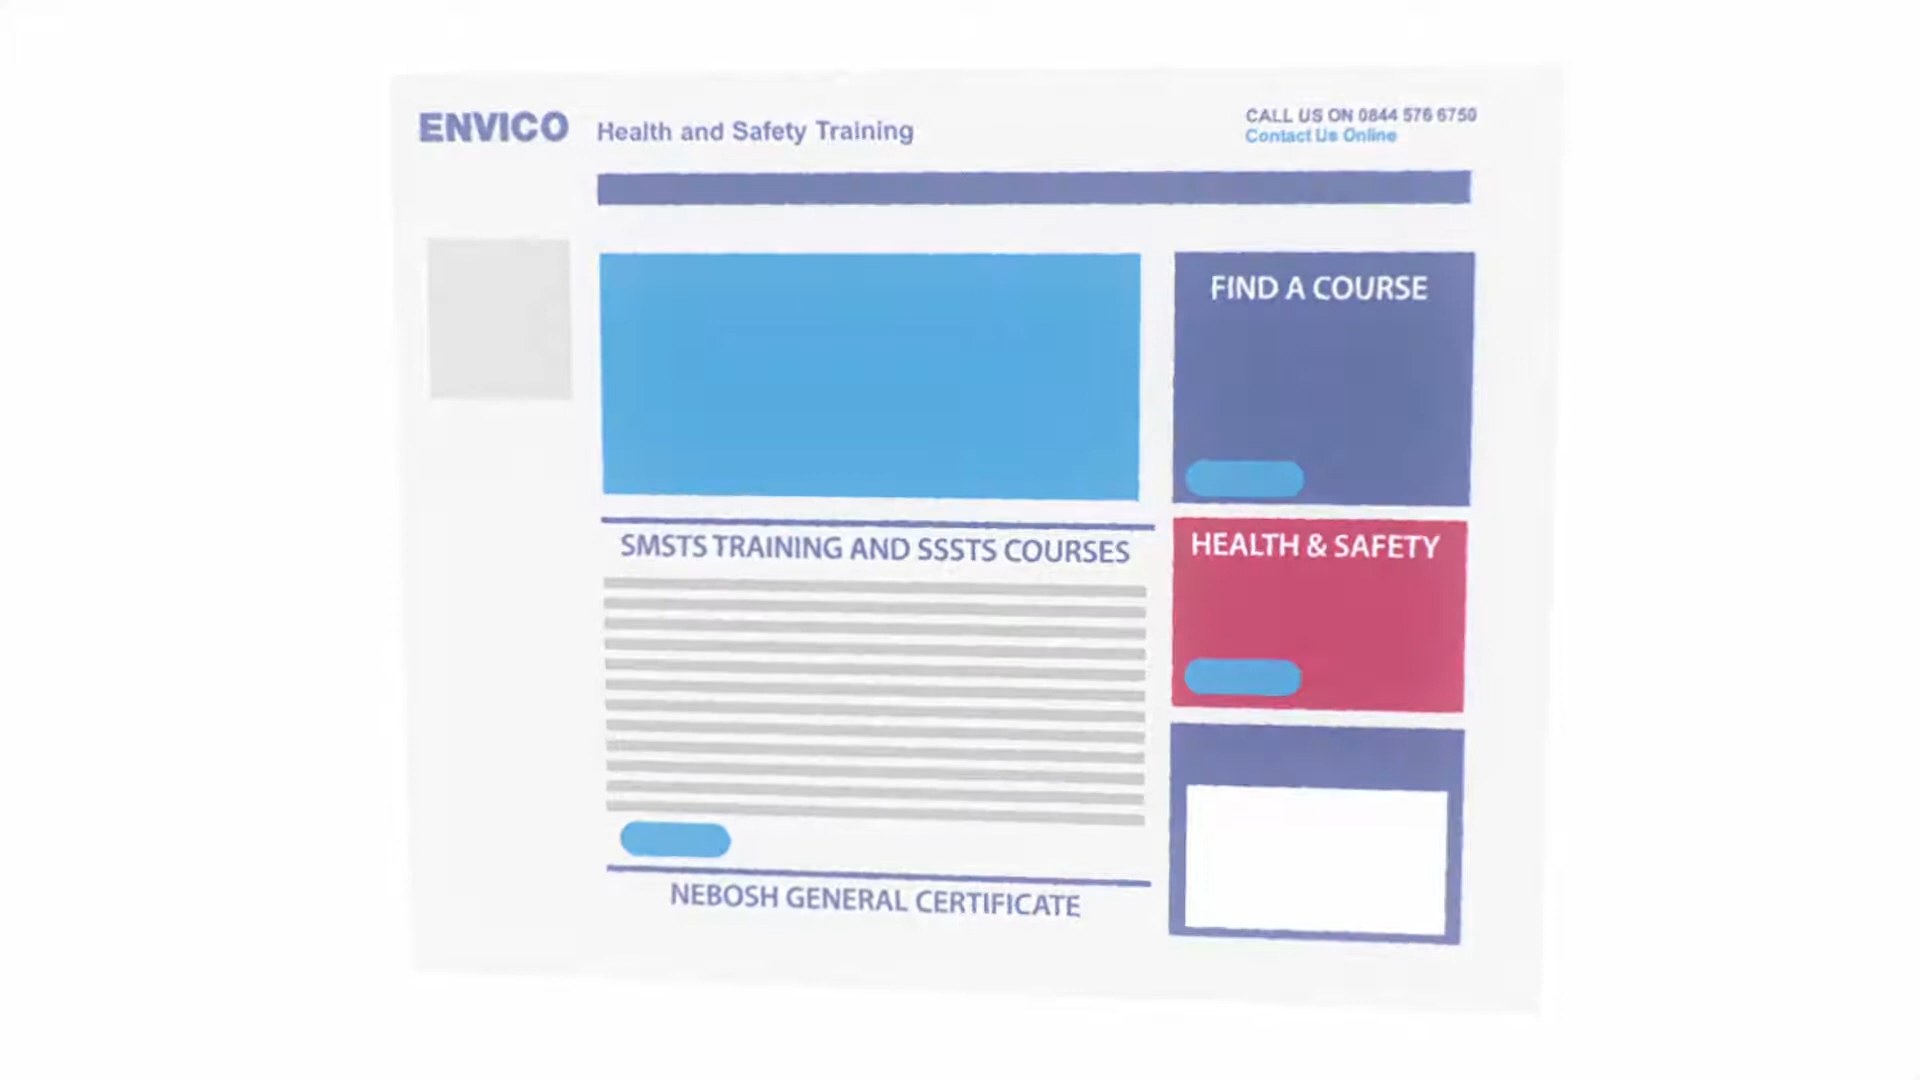 ENVICO
Health and Safety Training
CALL US ON 0844 576 6750
Contact Us Online
FIND A COURSE
SMSTS TRAINING AND SSSTS COURSES
HEALTH & SAFETY
NEBOSH GENERAL CERTIFICATE